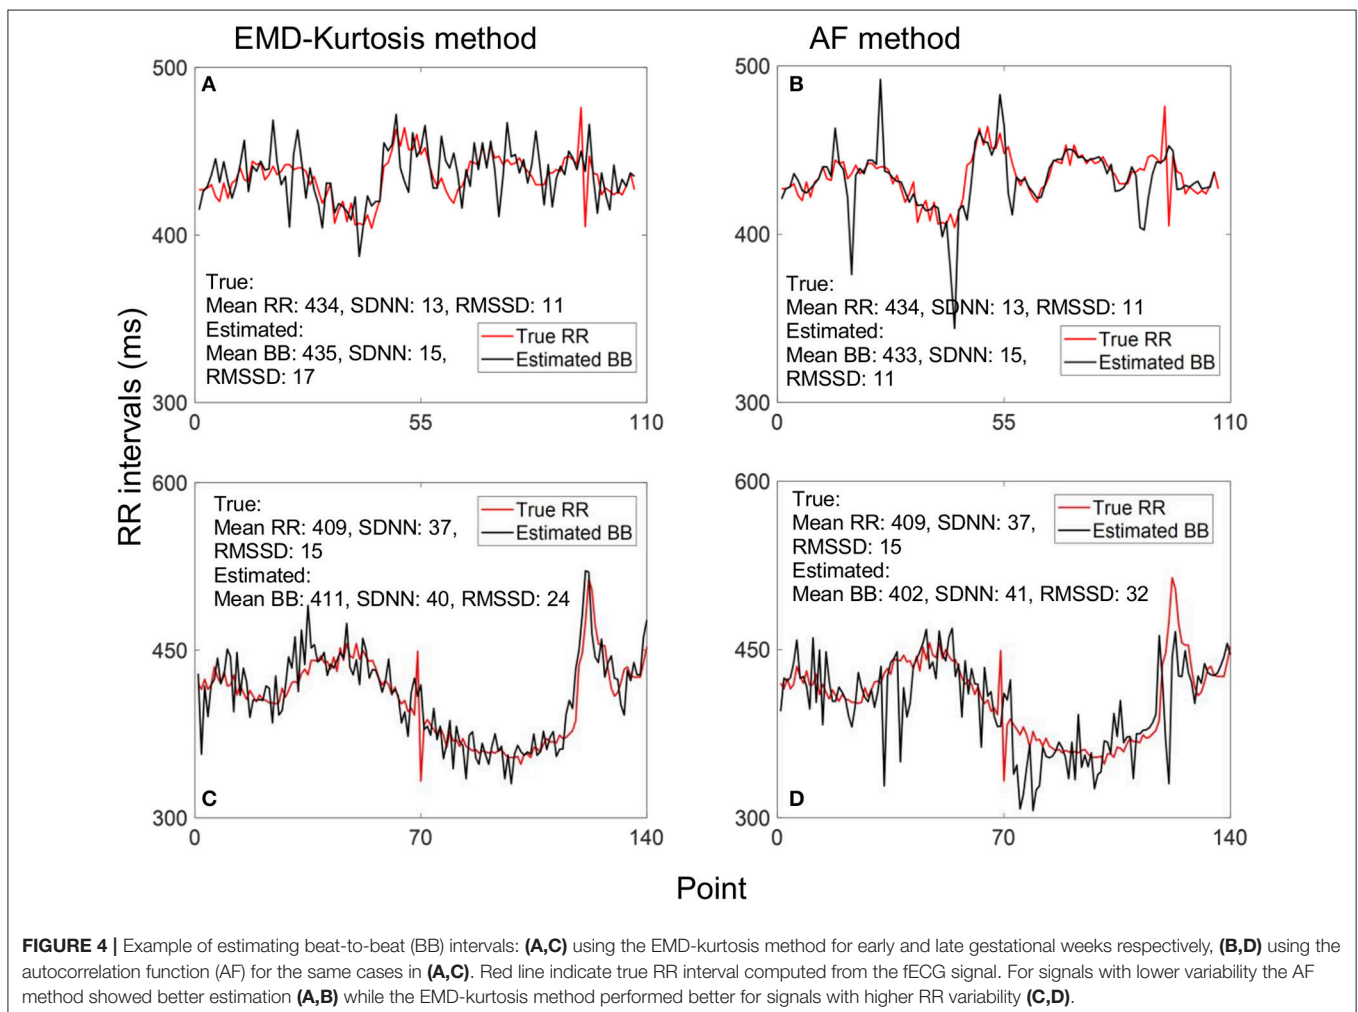 EMD-Kurtosis method
AF method
RR intervals (ms)
A
500
400
300
0
55
110
True:
Mean RR: 434, SDNN: 13, RMSSD: 11
Estimated:
Mean BB: 435, SDNN: 15,
RMSSD: 17
True RR
Estimated BB
B
500
400
300
0
55
110
True:
Mean RR: 434, SDNN: 13, RMSSD: 11
Estimated:
Mean BB: 433, SDNN: 15,
RMSSD: 11
True RR
Estimated BB
600
450
300
0
70
140
True:
Mean RR: 409, SDNN: 37,
RMSSD: 15
Estimated:
Mean BB: 411, SDNN: 40, RMSSD: 24
True RR
Estimated BB
C
600
450
300
0
70
140
True:
Mean RR: 409, SDNN: 37,
RMSSD: 15
Estimated:
Mean BB: 402, SDNN: 41, RMSSD: 32
True RR
Estimated BB
D
Point
FIGURE 4 | Example of estimating beat-to-beat (BB) intervals: (A,C) using the EMD-kurtosis method for early and late gestational weeks respectively, (B,D) using the
autocorrelation function (AF) for the same cases in (A,C). Red line indicate true RR interval computed from the fECG signal. For signals with lower variability the AF
method showed better estimation (A,B) while the EMD-kurtosis method performed better for signals with higher RR variability (C,D).